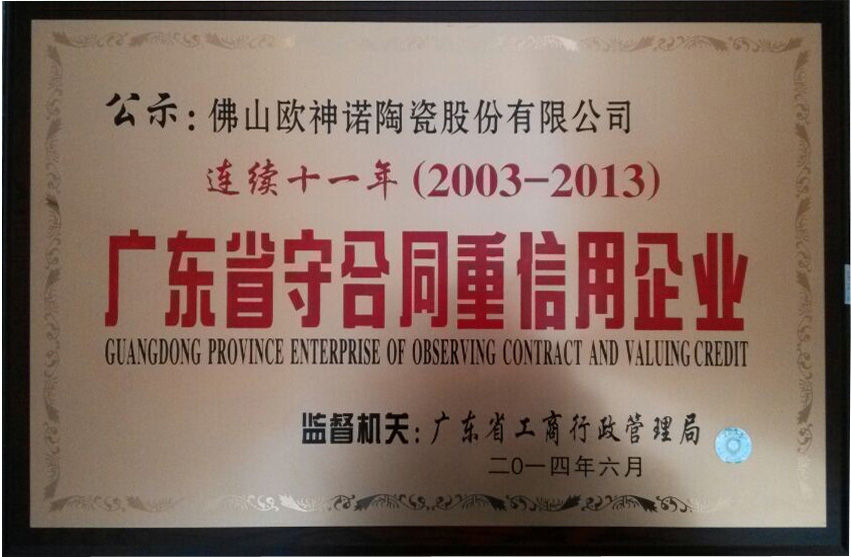 公示：佛山欧神诺陶瓷股份有限公司
连续十一年（2003-2013）
广东省守合同重信用企业
GUANGDONG PROVINCE ENTERPRISE OF OBSERVING CONTRACT AND VALUING CREDIT
监督机关：广东省工商行政管理局
二〇一四年六月